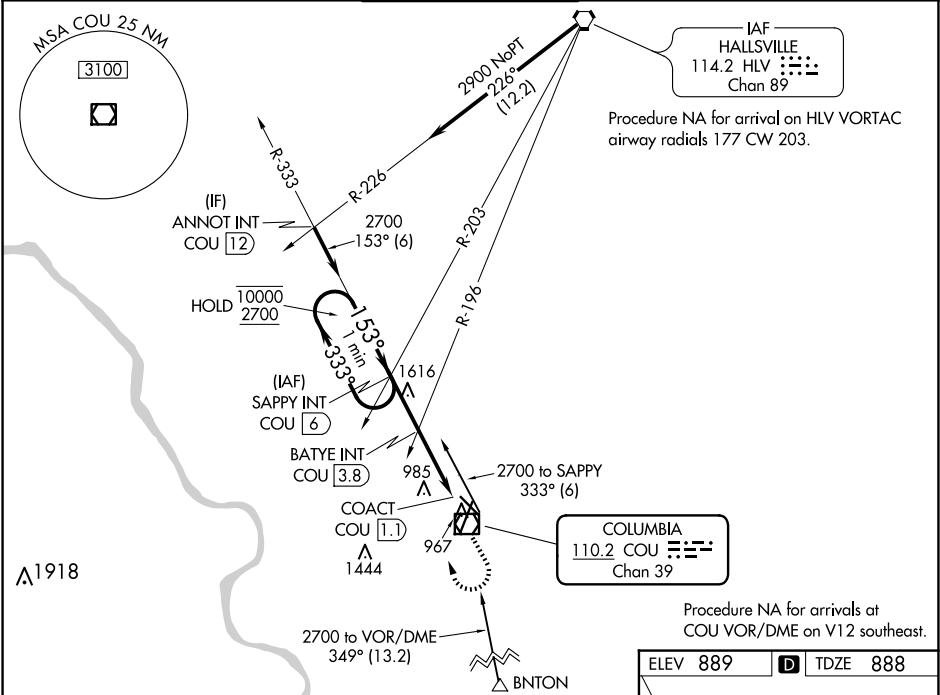 MSA COU 25 NM
3100
IAF
HALLSVILLE
114.2 HLV
Chan 89
Procedure NA for arrival on HLV VORTAC
airway radials 177 CW 203.
2900 NoPT
226°
(12.2)
R-333
R-226
R-203
R-196
(IF)
ANNOT INT
COU 12
2700
153° (6)
HOLD 10000
2700
153°
1 min
333°
(IAF)
SAPPY INT
COU 6
1616
BATYE INT
COU 3.8
985
2700 to SAPPY
333° (6)
COACT
COU 1.1
967
1444
COLUMBIA
110.2 COU
Chan 39
1918
2700 to VOR/DME
349° (13.2)
BNTON
Procedure NA for arrivals at
COU VOR/DME on V12 southeast.
ELEV 889 D TDZE 888